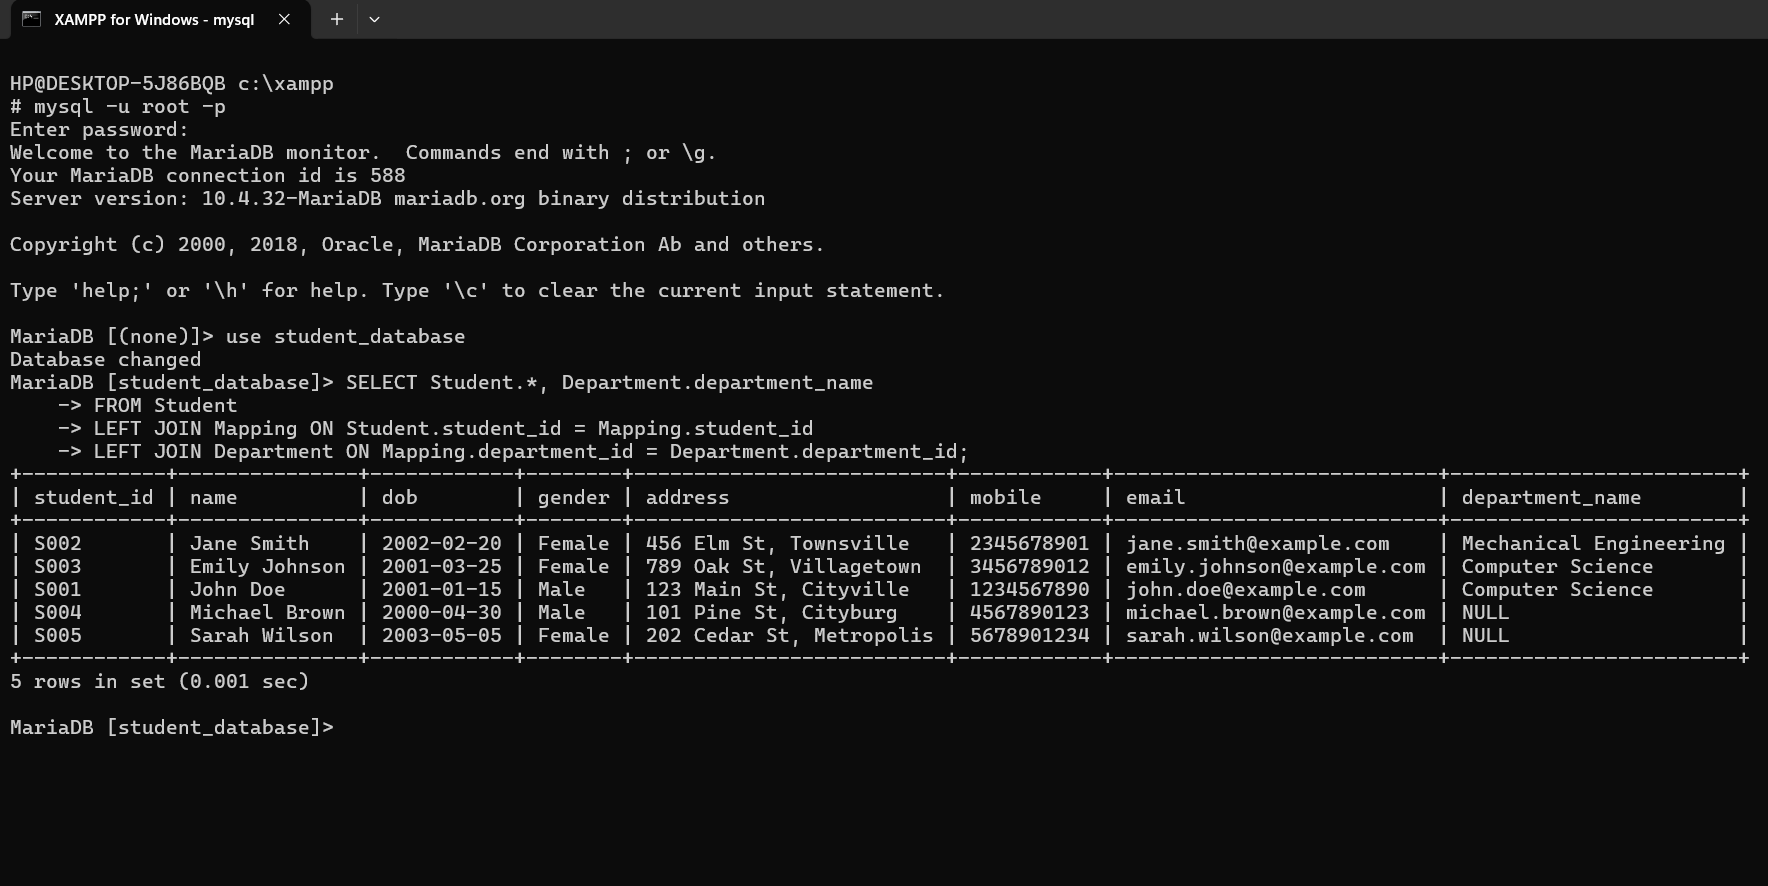 XAMPP for Windows - mysql
HP@DESKTOP-5J86BQB c:\xampp
# mysql -u root -p
Enter password:
Welcome to the MariaDB monitor.  Commands end with ; or \g.
Your MariaDB connection id is 588
Server version: 10.4.32-MariaDB mariadb.org binary distribution
Copyright (c) 2000, 2018, Oracle, MariaDB Corporation Ab and others.
Type 'help;' or '\h' for help. Type '\c' to clear the current input statement.
MariaDB [(none)]> use student_database
Database changed
MariaDB [student_database]> SELECT Student.*, Department.department_name
    -> FROM Student
    -> LEFT JOIN Mapping ON Student.student_id = Mapping.student_id
    -> LEFT JOIN Department ON Mapping.department_id = Department.department_id;
+------------+---------------+------------+--------+--------------------------+------------+---------------------------+------------------------+
| student_id | name          | dob        | gender | address                  | mobile     | email                     | department_name        |
+------------+---------------+------------+--------+--------------------------+------------+---------------------------+------------------------+
| S002       | Jane Smith    | 2002-02-20 | Female | 456 Elm St, Townsville   | 2345678901 | jane.smith@example.com    | Mechanical Engineering |
| S003       | Emily Johnson | 2001-03-25 | Female | 789 Oak St, Villagetown  | 3456789012 | emily.johnson@example.com | Computer Science       |
| S001       | John Doe      | 2001-01-15 | Male   | 123 Main St, Cityville   | 1234567890 | john.doe@example.com      | Computer Science       |
| S004       | Michael Brown | 2000-04-30 | Male   | 101 Pine St, Cityburg    | 4567890123 | michael.brown@example.com | NULL                   |
| S005       | Sarah Wilson  | 2003-05-05 | Female | 202 Cedar St, Metropolis | 5678901234 | sarah.wilson@example.com  | NULL                   |
+------------+---------------+------------+--------+--------------------------+------------+---------------------------+------------------------+
5 rows in set (0.001 sec)
MariaDB [student_database]>